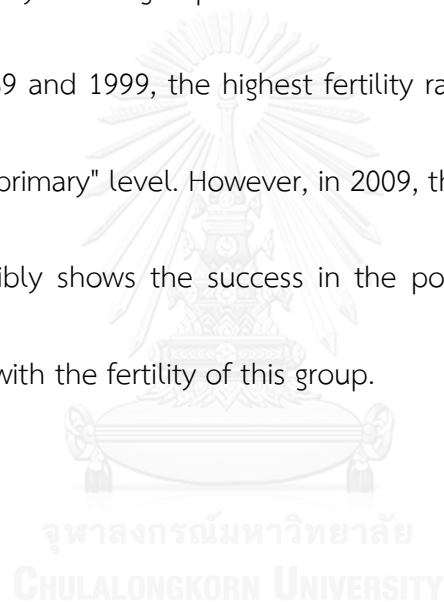 9 and 1999, the highest fertility ra
primary" level. However, in 2009, th
ibly shows the success in the po
with the fertility of this group.
จุฬาลงกรณ์มหาวิทยาลัย
CHULALONGKORN UNIVERSITY